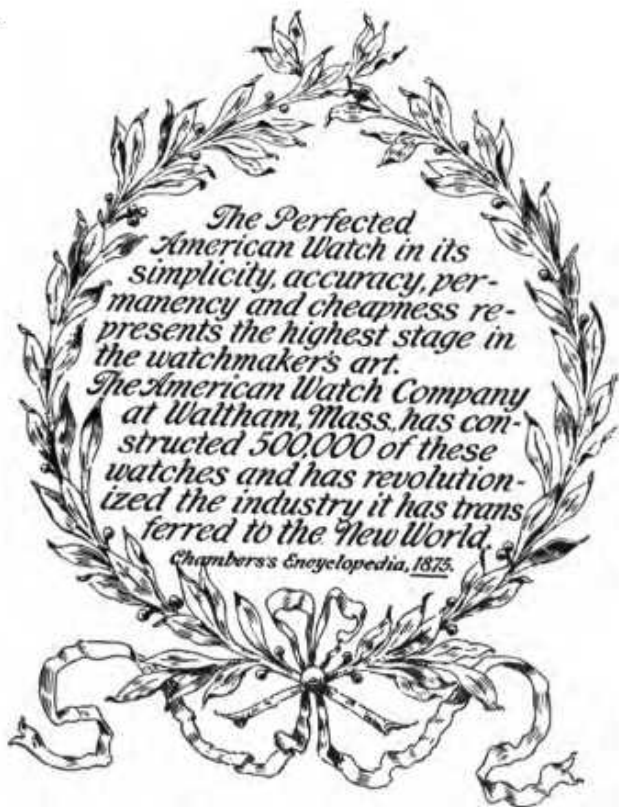 The Perfected
American Watch in its
simplicity, accuracy, per-
manency and cheapness re-
presents the highest stage in
the watchmaker's art.
The American Watch Company
at Waltham, Mass., has con-
structed 500,000 of these
watches and has revolution-
ized the industry it has trans
ferred to the New World.
Chambers's Encyclopedia, 1875.